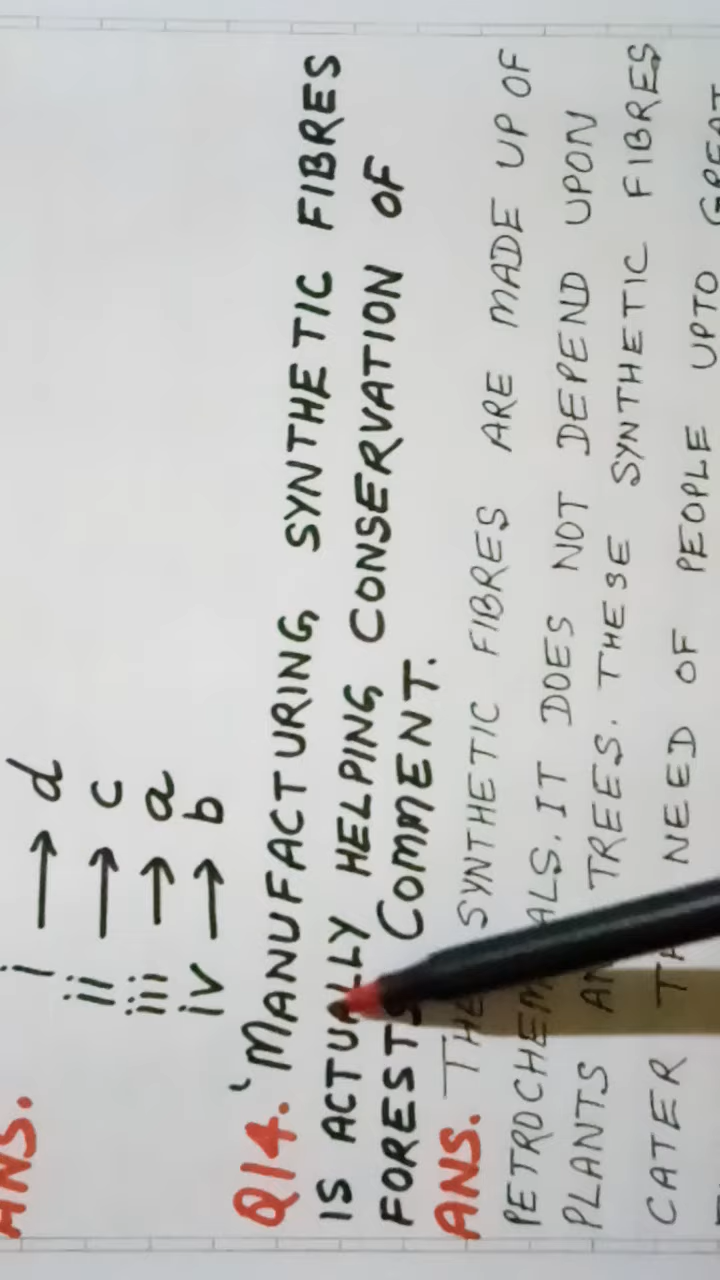 ANS.
i → d
ii → c
iii → a
iv → b
Q14. 'MANUFACTURING SYNTHETIC FIBRES
IS ACTUALLY HELPING CONSERVATION OF
FORESTS COMMENT.
ANS. THE SYNTHETIC FIBRES ARE MADE UP OF
ALS. IT DOES NOT DEPEND UPON
PLANTS TREES. THESE SYNTHETIC FIBRES
CATER NEED OF PEOPLE UPTO GREAT